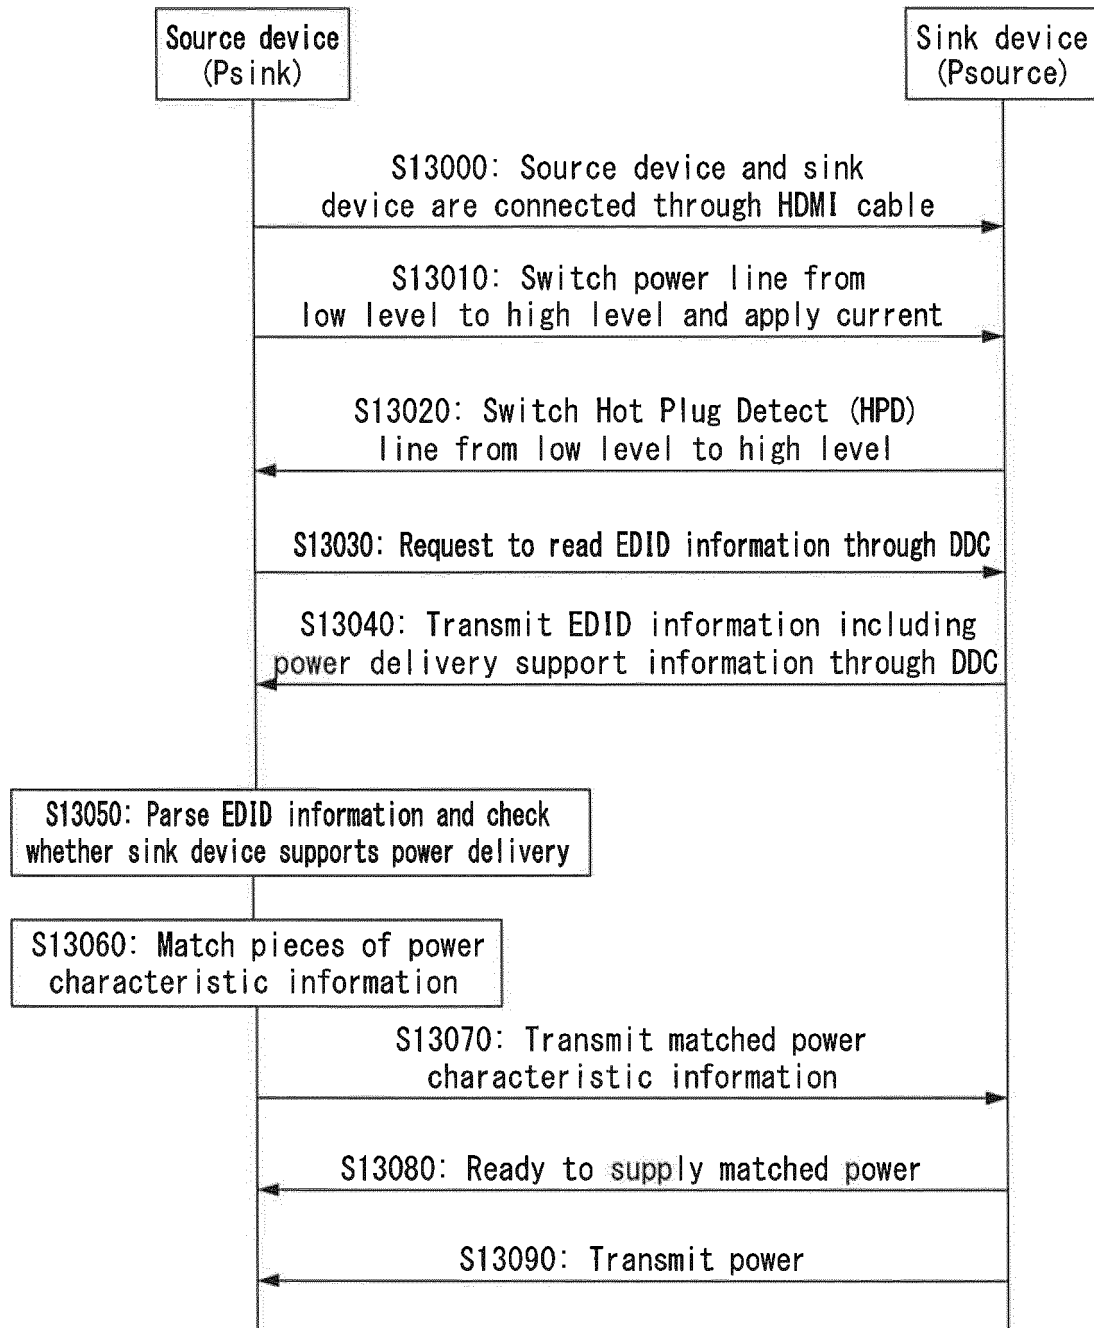 Source device
(Psink)
Sink device
(Psource)
S13000: Source device and sink
device are connected through HDMI cable
S13010: Switch power line from
low level to high level and apply current
S13020: Switch Hot Plug Detect (HPD)
line from low level to high level
S13030: Request to read EDID information through DDC
S13040: Transmit EDID information including
power delivery support information through DDC
S13050: Parse EDID information and check
whether sink device supports power delivery
S13060: Match pieces of power
characteristic information
S13070: Transmit matched power
characteristic information
S13080: Ready to supply matched power
S13090: Transmit power